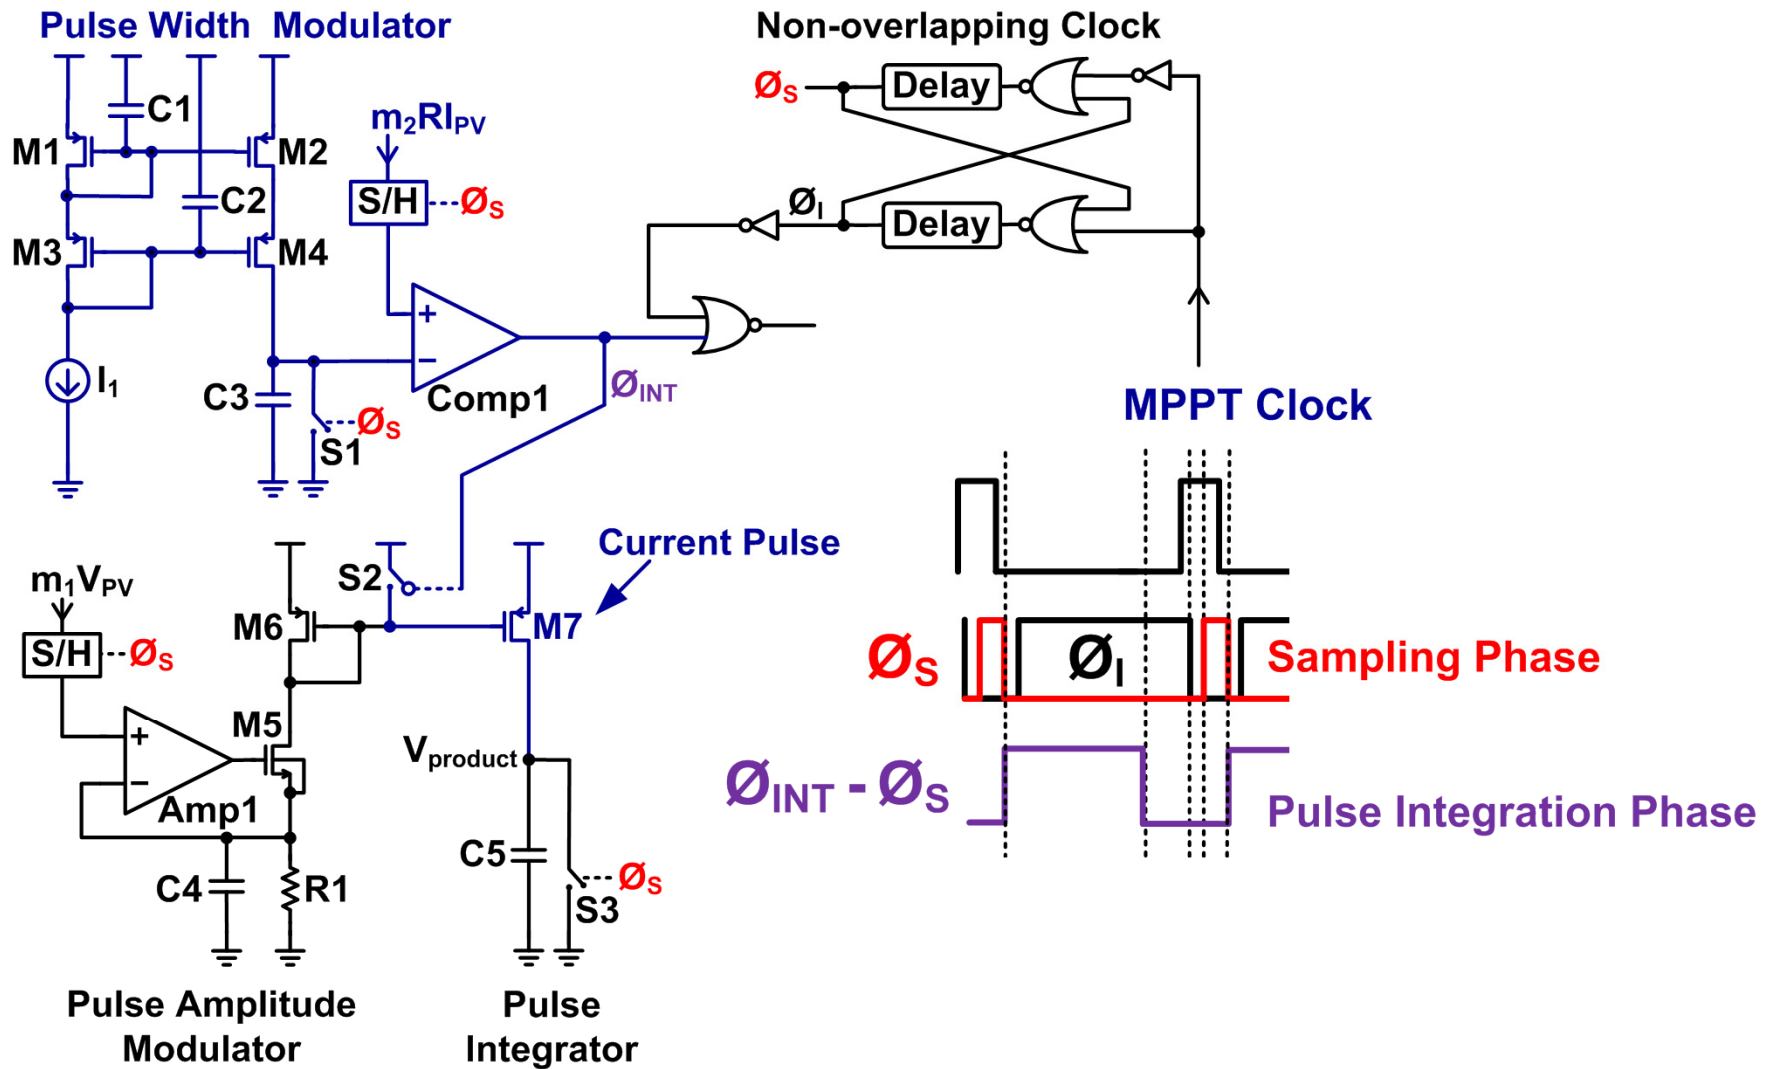 Pulse Width Modulator
Non-overlapping Clock
C1
M1
M2
m2RIPV
S/H
ØS
C2
M3
M4
ØS
Delay
ØI
Delay
I1
C3
+
−
Comp1
ØINT
ØS
S1
MPPT Clock
Current Pulse
S2
m1VPV
S/H
ØS
M6
M7
M5
+
−
Amp1
Vproduct
C4
R1
C5
ØS
S3
ØS
ØI
Sampling Phase
ØINT - ØS
Pulse Integration Phase
Pulse Amplitude
Modulator
Pulse
Integrator